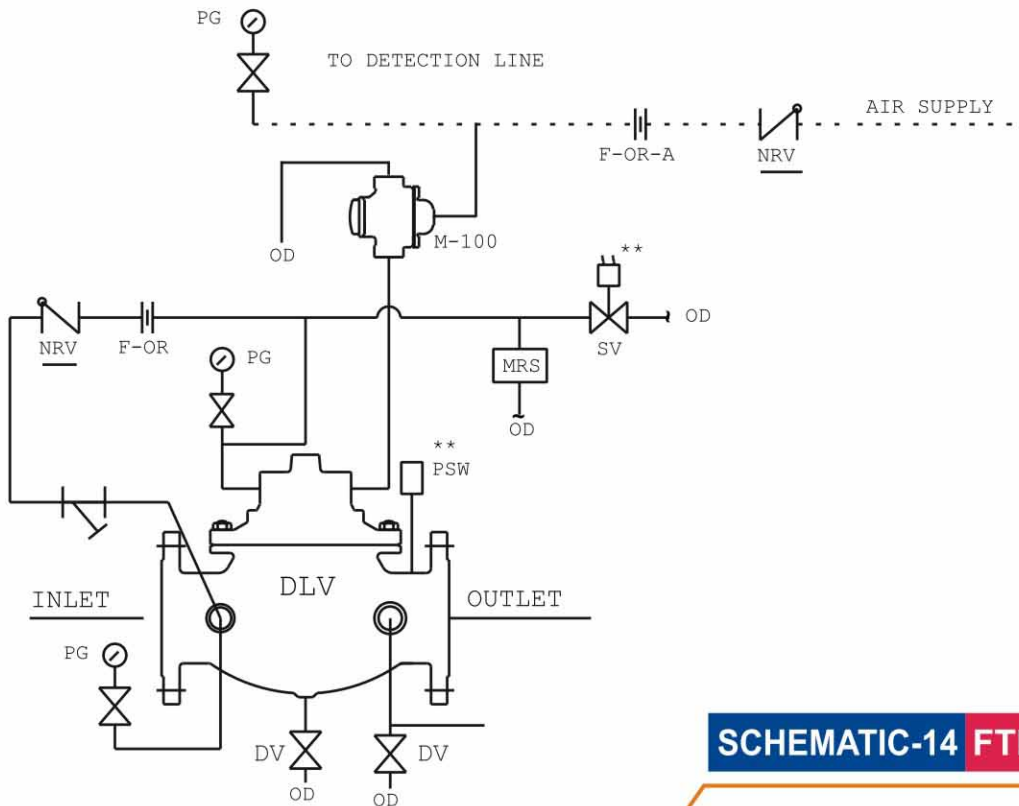 PG
TO DETECTION LINE
AIR SUPPLY
F-OR-A
NRV
M-100
OD
**
OD
SV
NRV
F-OR
PG
MRS
OD
**
PSW
DLV
INLET
OUTLET
PG
DV
DV
OD
OD
SCHEMATIC-14 FT